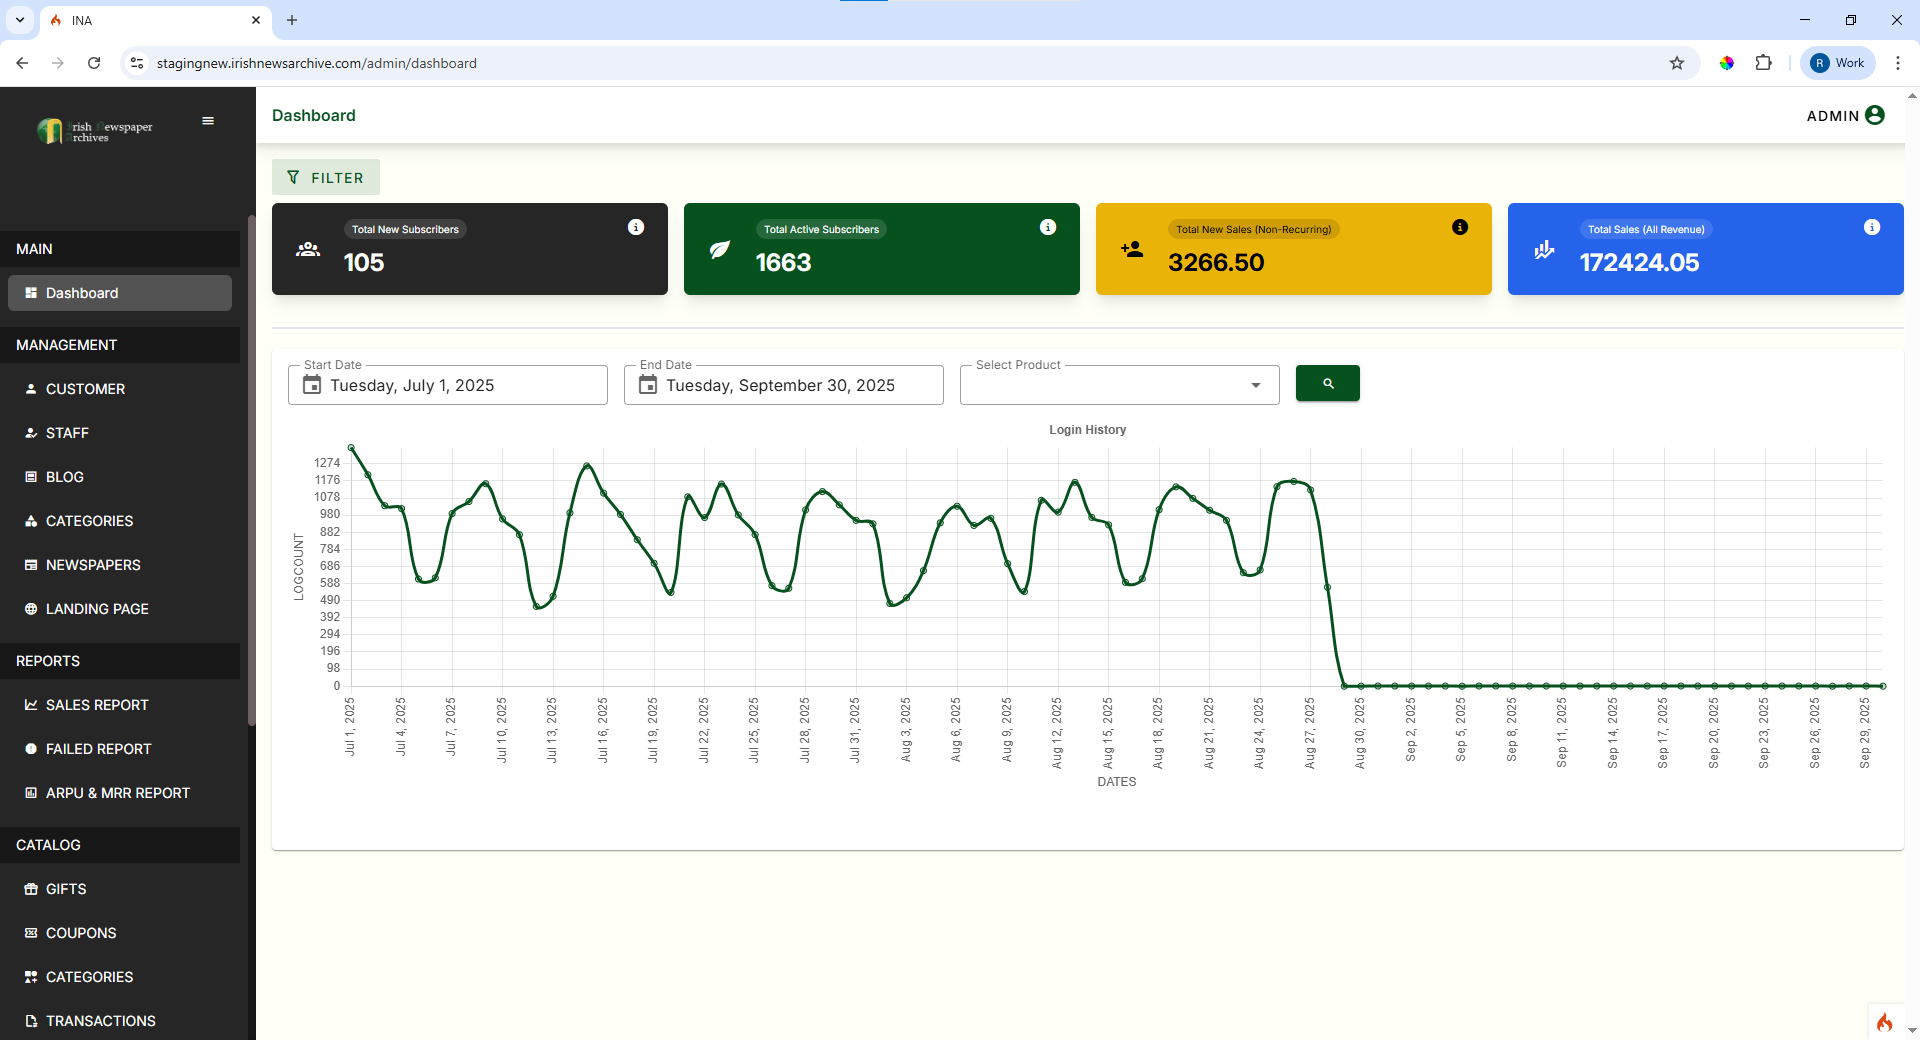 INA
stagingnew.irishnewsarchive.com/admin/dashboard
Work
R
Irish Newspaper
Archives
Dashboard
ADMIN
FILTER
Total New Subscribers
105
Total Active Subscribers
1663
Total New Sales (Non-Recurring)
3266.50
Total Sales (All Revenue)
172424.05
MAIN
Dashboard
MANAGEMENT
CUSTOMER
STAFF
BLOG
CATEGORIES
NEWSPAPERS
LANDING PAGE
REPORTS
SALES REPORT
FAILED REPORT
ARPU & MRR REPORT
CATALOG
GIFTS
COUPONS
CATEGORIES
TRANSACTIONS
Start Date
Tuesday, July 1, 2025
End Date
Tuesday, September 30, 2025
Select Product
Login History
LOGCOUNT
1274
1176
1078
980
882
784
686
588
490
392
294
196
98
0
Jul 1, 2025
Jul 4, 2025
Jul 7, 2025
Jul 10, 2025
Jul 13, 2025
Jul 16, 2025
Jul 19, 2025
Jul 22, 2025
Jul 25, 2025
Jul 28, 2025
Jul 31, 2025
Aug 3, 2025
Aug 6, 2025
Aug 9, 2025
Aug 12, 2025
Aug 15, 2025
Aug 18, 2025
Aug 21, 2025
Aug 24, 2025
Aug 27, 2025
Aug 30, 2025
Sep 2, 2025
Sep 5, 2025
Sep 8, 2025
Sep 11, 2025
Sep 14, 2025
Sep 17, 2025
Sep 20, 2025
Sep 23, 2025
Sep 26, 2025
Sep 29, 2025
DATES